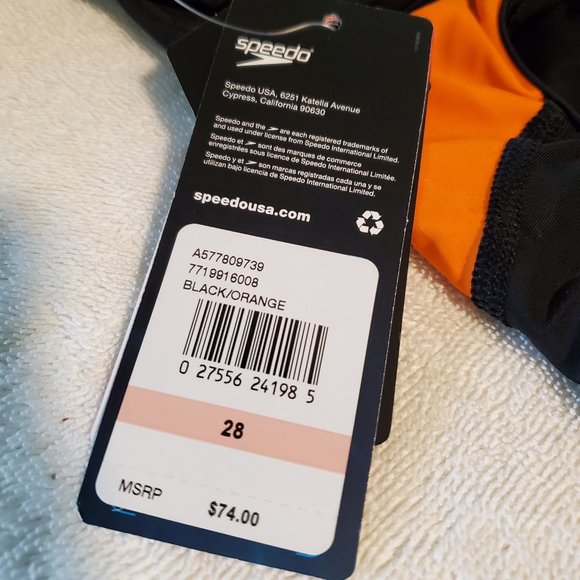 speedo
Speedo USA, 6251 Katella Avenue
Cypress, California 90630
Speedo and the are each registered trademarks of
and used under license from Speedo International Limited.
Speedo et sont des marques de commerce
enregistrées sous licence de Speedo International Limitée.
Speedo y et son marcas registradas cada una y se
utilizan bajo licencia de Speedo International Limited.
speedousa.com
A577809739
7719916008
BLACK/ORANGE
0 27556 24198 5
28
MSRP $74.00